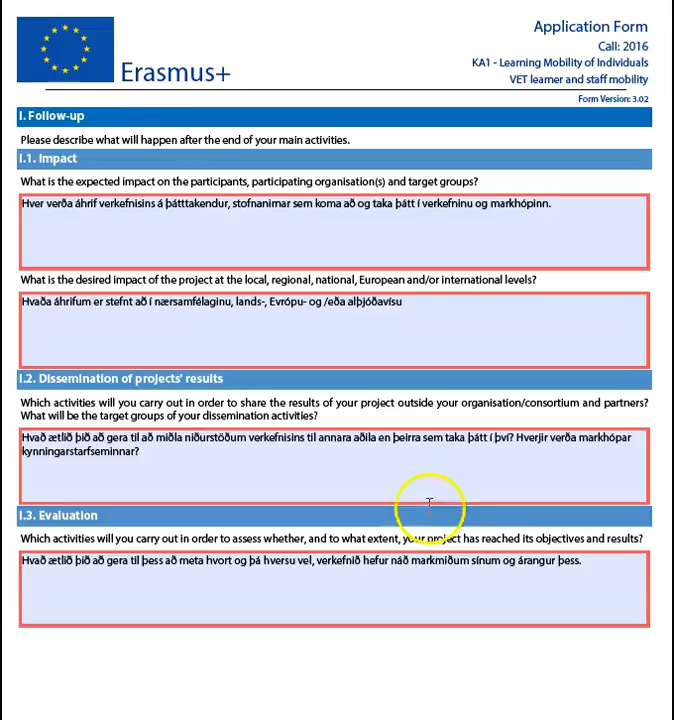 Application Form
Call: 2016
KA1 - Learning Mobility of Individuals
Erasmus+
VET learner and staff mobility
Form Version: 3.02
I. Follow-up
Please describe what will happen after the end of your main activities.
I.1. Impact
What is the expected impact on the participants, participating organisation(s) and target groups?
Hver verða áhrif verkefnisins á þátttakendur, stofnanirnar sem koma að og taka þátt í verkefninu og markhópinn.
What is the desired impact of the project at the local, regional, national, European and/or international levels?
Hvaða áhrifum er stefnt að í nærsamfélaginu, lands-, Evrópu- og /eða alþjóðavísu
I.2. Dissemination of projects' results
Which activities will you carry out in order to share the results of your project outside your organisation/consortium and partners?
What will be the target groups of your dissemination activities?
Hvað ætlið þið að gera til að miðla niðurstöðum verkefnisins til annara aðila en þeirra sem taka þátt í því? Hverjir verða markhópar
kynningarstarfseminnar?
I.3. Evaluation
Which activities will you carry out in order to assess whether, and to what extent, your project has reached its objectives and results?
Hvað ætlið þið að gera til þess að meta hvort og þá hversu vel, verkefnið hefur náð markmiðum sínum og árangur þess.